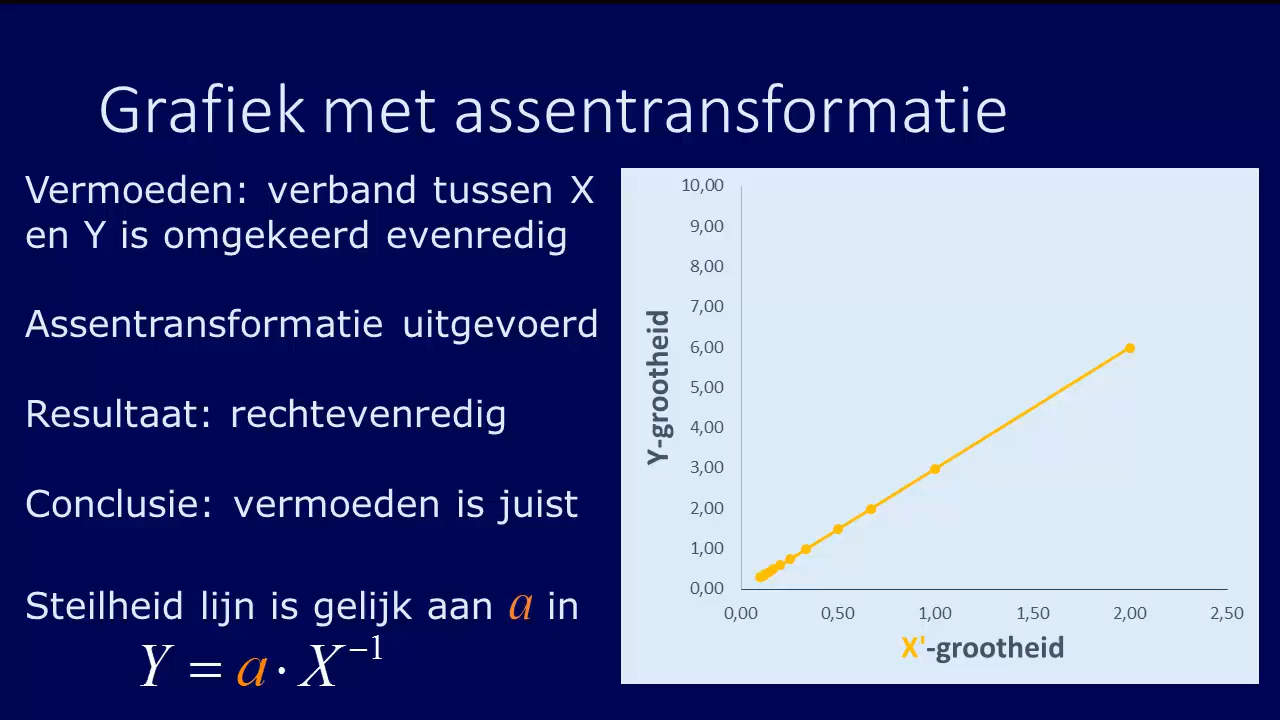 Grafiek met assentransformatie
Vermoeden: verband tussen X
en Y is omgekeerd evenredig
Assentransformatie uitgevoerd
Resultaat: rechtevenredig
Conclusie: vermoeden is juist
Steilheid lijn is gelijk aan a in
Y = a · X⁻¹
10,00
9,00
8,00
7,00
6,00
5,00
4,00
3,00
2,00
1,00
0,00
Y-grootheid
0,00 0,50 1,00 1,50 2,00 2,50
X'-grootheid